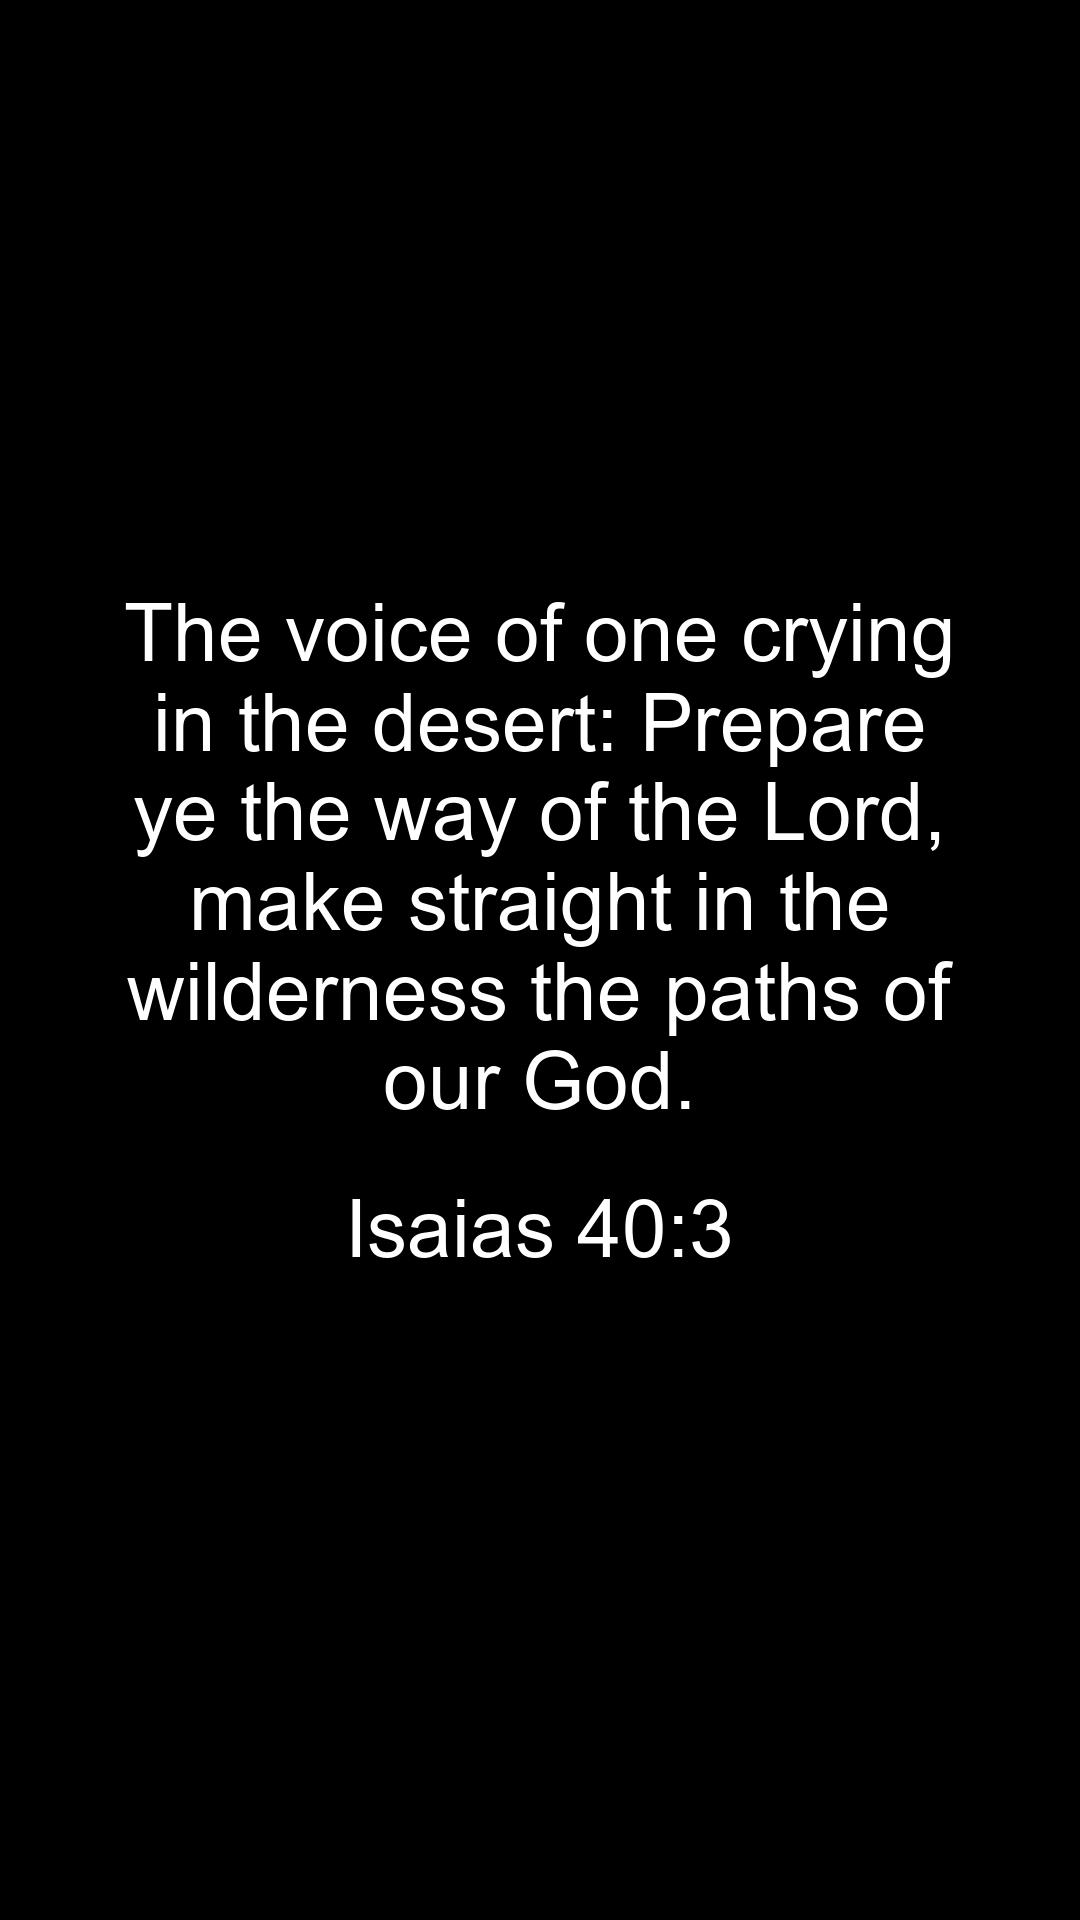 The voice of one crying
in the desert: Prepare
ye the way of the Lord,
make straight in the
wilderness the paths of
our God.
Isaias 40:3